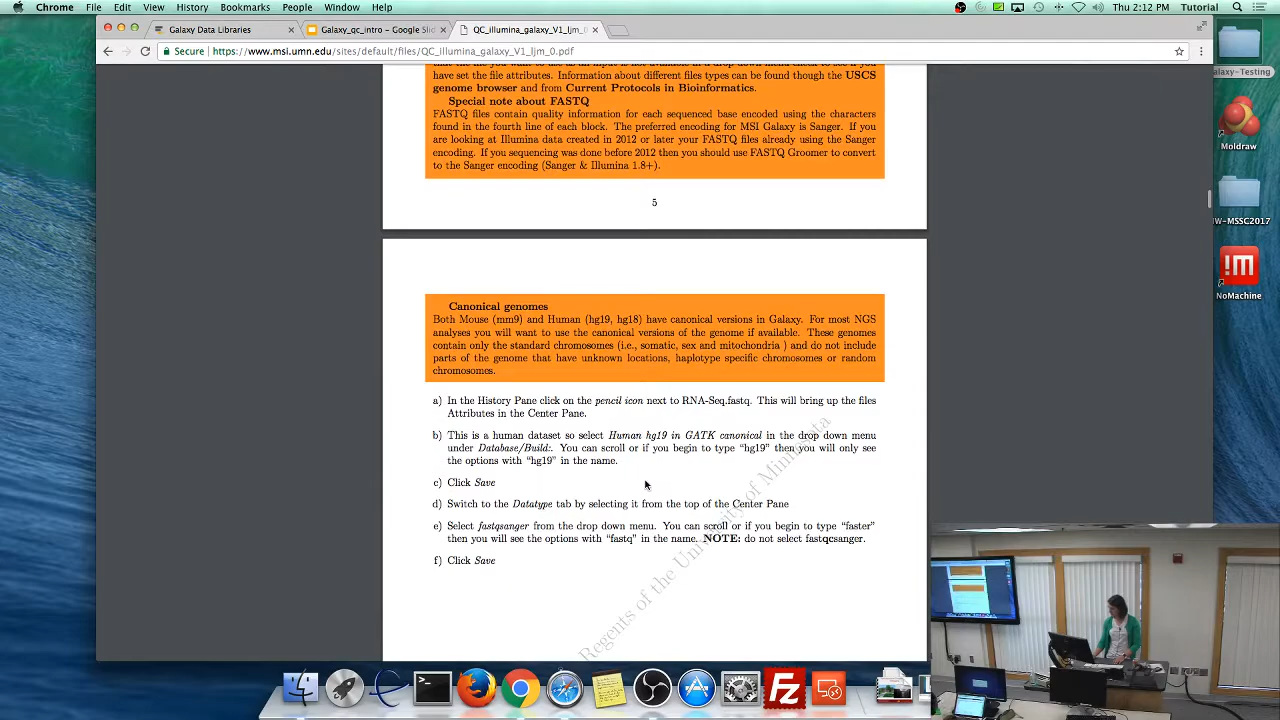 Chrome File Edit View History Bookmarks People Window Help
Thu 2:12 PM Tutorial
Galaxy Data Libraries
Galaxy_qc_intro – Google Slid
QC_illumina_galaxy_V1_ljm_0.
Secure https://www.msi.umn.edu/sites/default/files/QC_illumina_galaxy_V1_ljm_0.pdf
have set the file attributes. Information about different files types can be found though the USCS
genome browser and from Current Protocols in Bioinformatics.
Special note about FASTQ
FASTQ files contain quality information for each sequenced base encoded using the characters
found in the fourth line of each block. The preferred encoding for MSI Galaxy is Sanger. If you
are looking at Illumina data created in 2012 or later your FASTQ files already using the Sanger
encoding. If you sequencing was done before 2012 then you should use FASTQ Groomer to convert
to the Sanger encoding (Sanger & Illumina 1.8+).
5
Canonical genomes
Both Mouse (mm9) and Human (hg19, hg18) have canonical versions in Galaxy. For most NGS
analyses you will want to use the canonical versions of the genome if available. These genomes
contain only the standard chromosomes (i.e., somatic, sex and mitochondria ) and do not include
parts of the genome that have unknown locations, haplotype specific chromosomes or random
chromosomes.
a) In the History Pane click on the pencil icon next to RNA-Seq.fastq. This will bring up the files
Attributes in the Center Pane.
b) This is a human dataset so select Human hg19 in GATK canonical in the drop down menu
under Database/Build:. You can scroll or if you begin to type “hg19” then you will only see
the options with “hg19” in the name.
c) Click Save
d) Switch to the Datatype tab by selecting it from the top of the Center Pane
e) Select fastqsanger from the drop down menu. You can scroll or if you begin to type “faster”
then you will see the options with “fastq” in the name. NOTE: do not select fastqcsanger.
f) Click Save
Regents of the University of Minnesota
alaxy-Testing
Moldraw
W-MSSC2017
!M
NoMachine
Fz